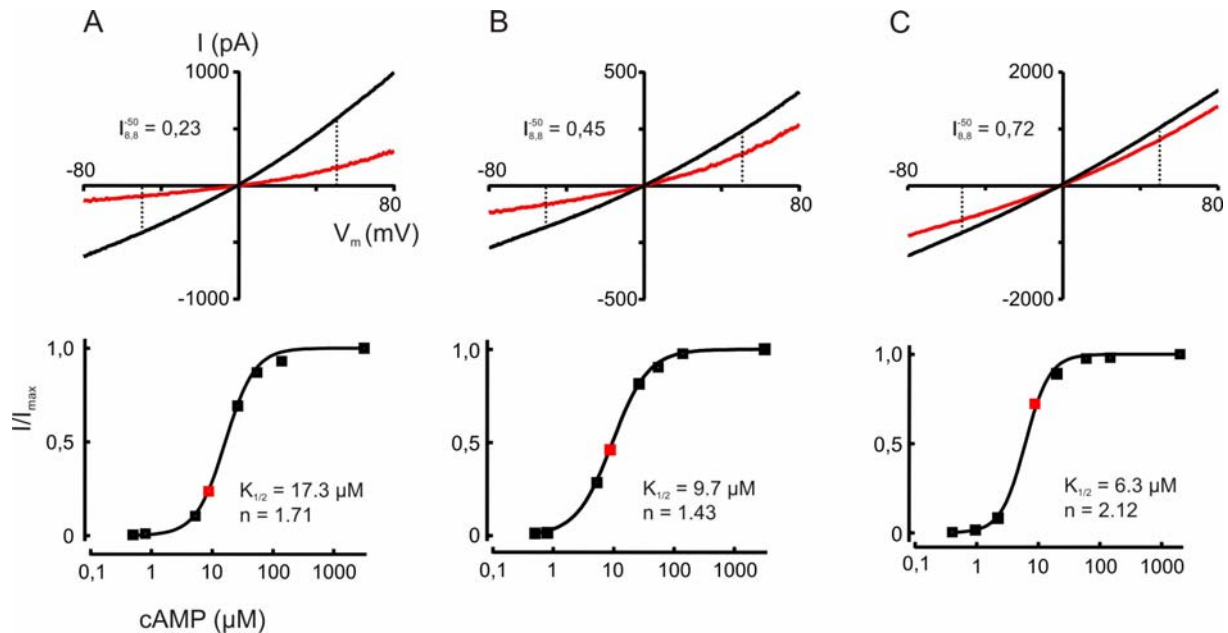 A
B
C
I (pA)
1000
500
2000
I-50 8,8 = 0,23
I-50 8,8 = 0,45
I-50 8,8 = 0,72
-80
-80
-80
80
80
80
Vm (mV)
-1000
-500
-2000
1,0
1,0
1,0
I/Imax
0,5
0,5
0,5
K1/2 = 17.3 µM
n = 1.71
K1/2 = 9.7 µM
n = 1.43
K1/2 = 6.3 µM
n = 2.12
0
0
0
0,1 1 10 100 1000
0,1 1 10 100 1000
0,1 1 10 100 1000
cAMP (µM)